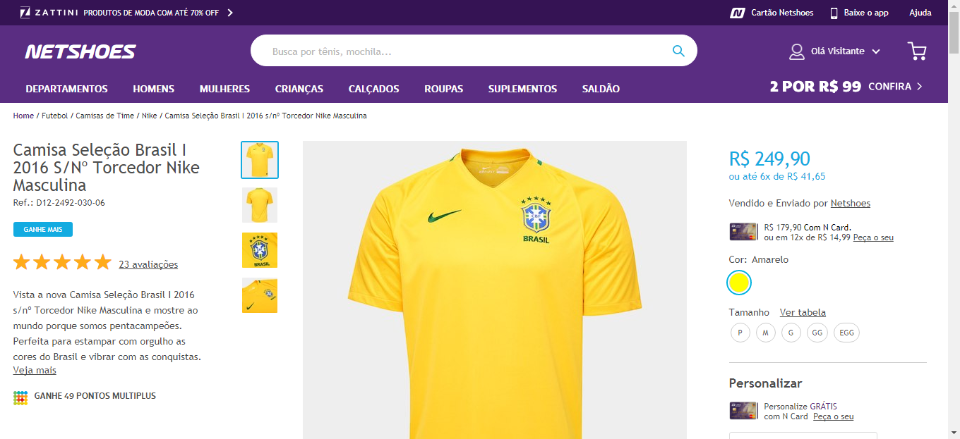 ZATTINI PRODUTOS DE MODA COM ATÉ 70% OFF
Cartão Netshoes
Baixe o app
Ajuda
NETSHOES
Busca por tênis, mochila...
Olá Visitante
DEPARTAMENTOS HOMENS MULHERES CRIANÇAS CALÇADOS ROUPAS SUPLEMENTOS SALDÃO
2 POR R$ 99 CONFIRA
Home / Futebol / Camisas de Time / Nike / Camisa Seleção Brasil I 2016 s/nº Torcedor Nike Masculina
Camisa Seleção Brasil I
2016 S/Nº Torcedor Nike
Masculina
Ref.: D12-2492-030-06
GANHE MAIS
23 avaliações
Vista a nova Camisa Seleção Brasil I 2016
s/nº Torcedor Nike Masculina e mostre ao
mundo porque somos pentacampeões.
Perfeita para estampar com orgulho as
cores do Brasil e vibrar com as conquistas.
Veja mais
GANHE 49 PONTOS MULTIPLUS
BRASIL
R$ 249,90
ou até 6x de R$ 41,65
Vendido e Enviado por Netshoes
R$ 179,90 Com N Card.
ou em 12x de R$ 14,99 Peça o seu
Cor: Amarelo
Tamanho Ver tabela
P M G GG EGG
Personalizar
Personalize GRÁTIS
com N Card Peça o seu